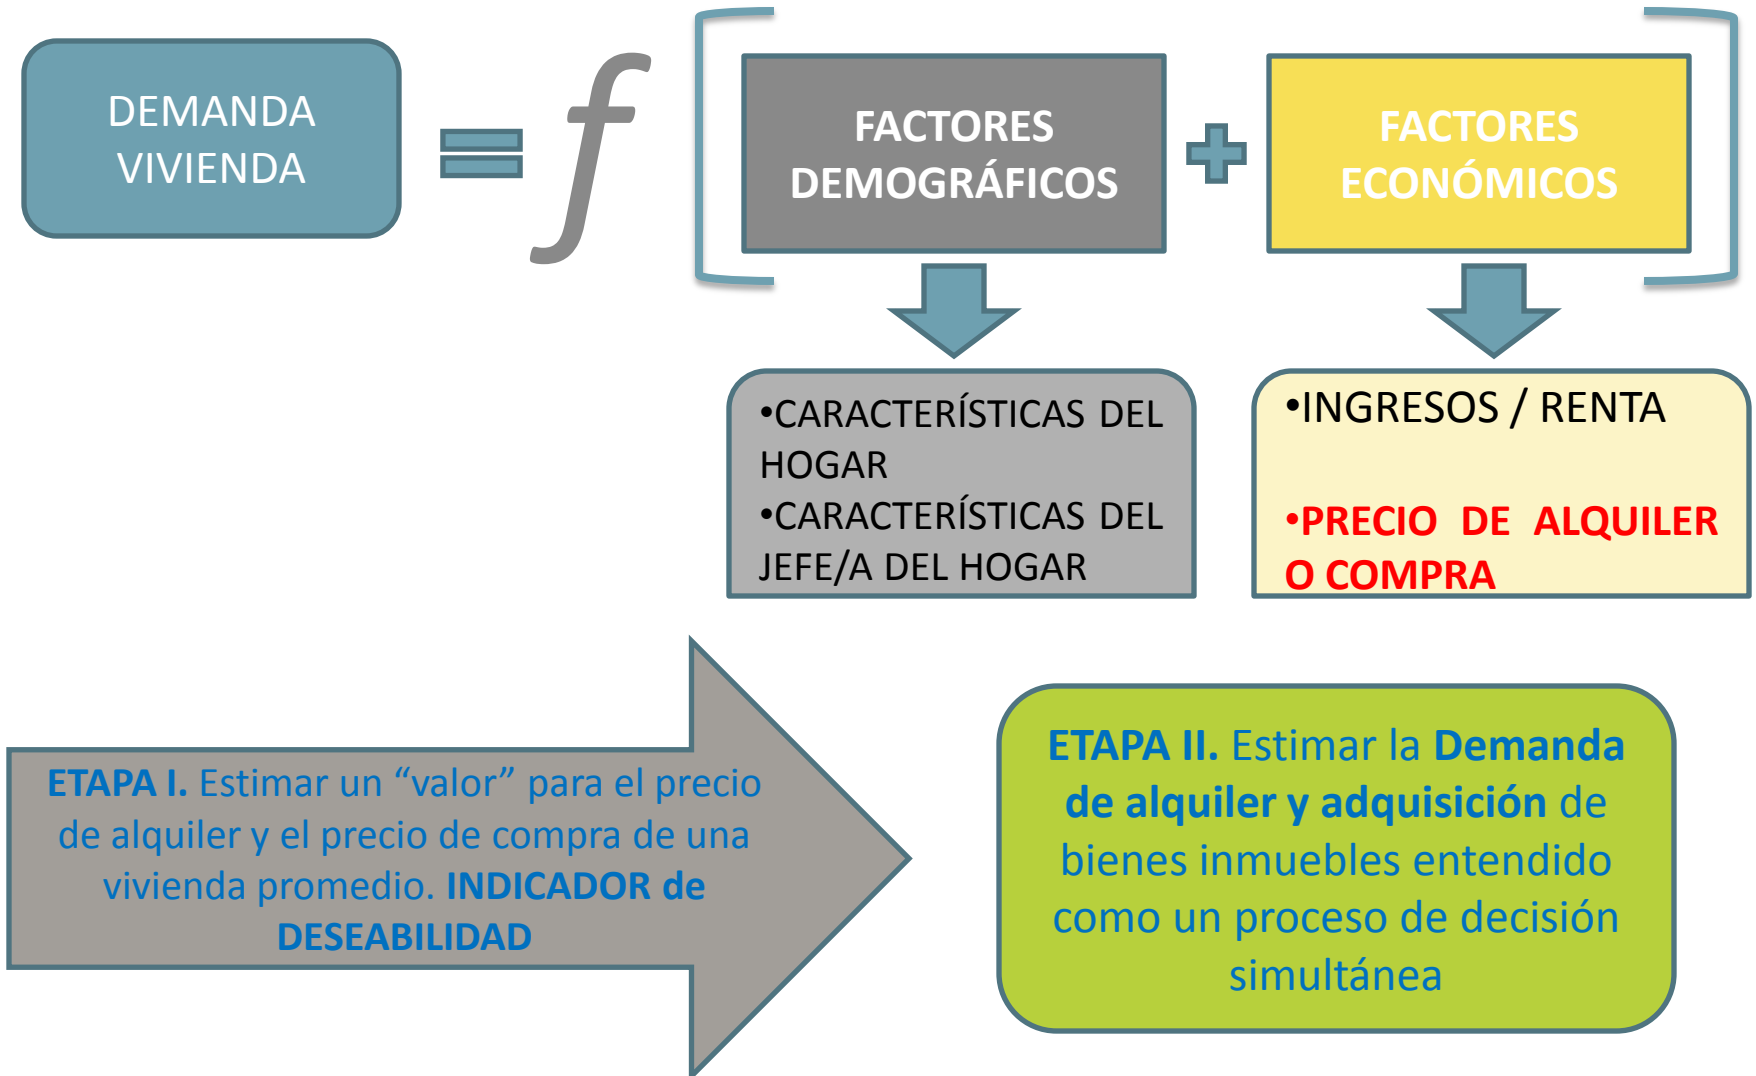 DEMANDA
VIVIENDA
=
f
FACTORES
DEMOGRÁFICOS
+
FACTORES
ECONÓMICOS
•CARACTERÍSTICAS DEL
HOGAR
•CARACTERÍSTICAS DEL
JEFE/A DEL HOGAR
•INGRESOS / RENTA
•PRECIO DE ALQUILER
O COMPRA
ETAPA I. Estimar un “valor” para el precio
de alquiler y el precio de compra de una
vivienda promedio. INDICADOR de
DESEABILIDAD
ETAPA II. Estimar la Demanda
de alquiler y adquisición de
bienes inmuebles entendido
como un proceso de decisión
simultánea